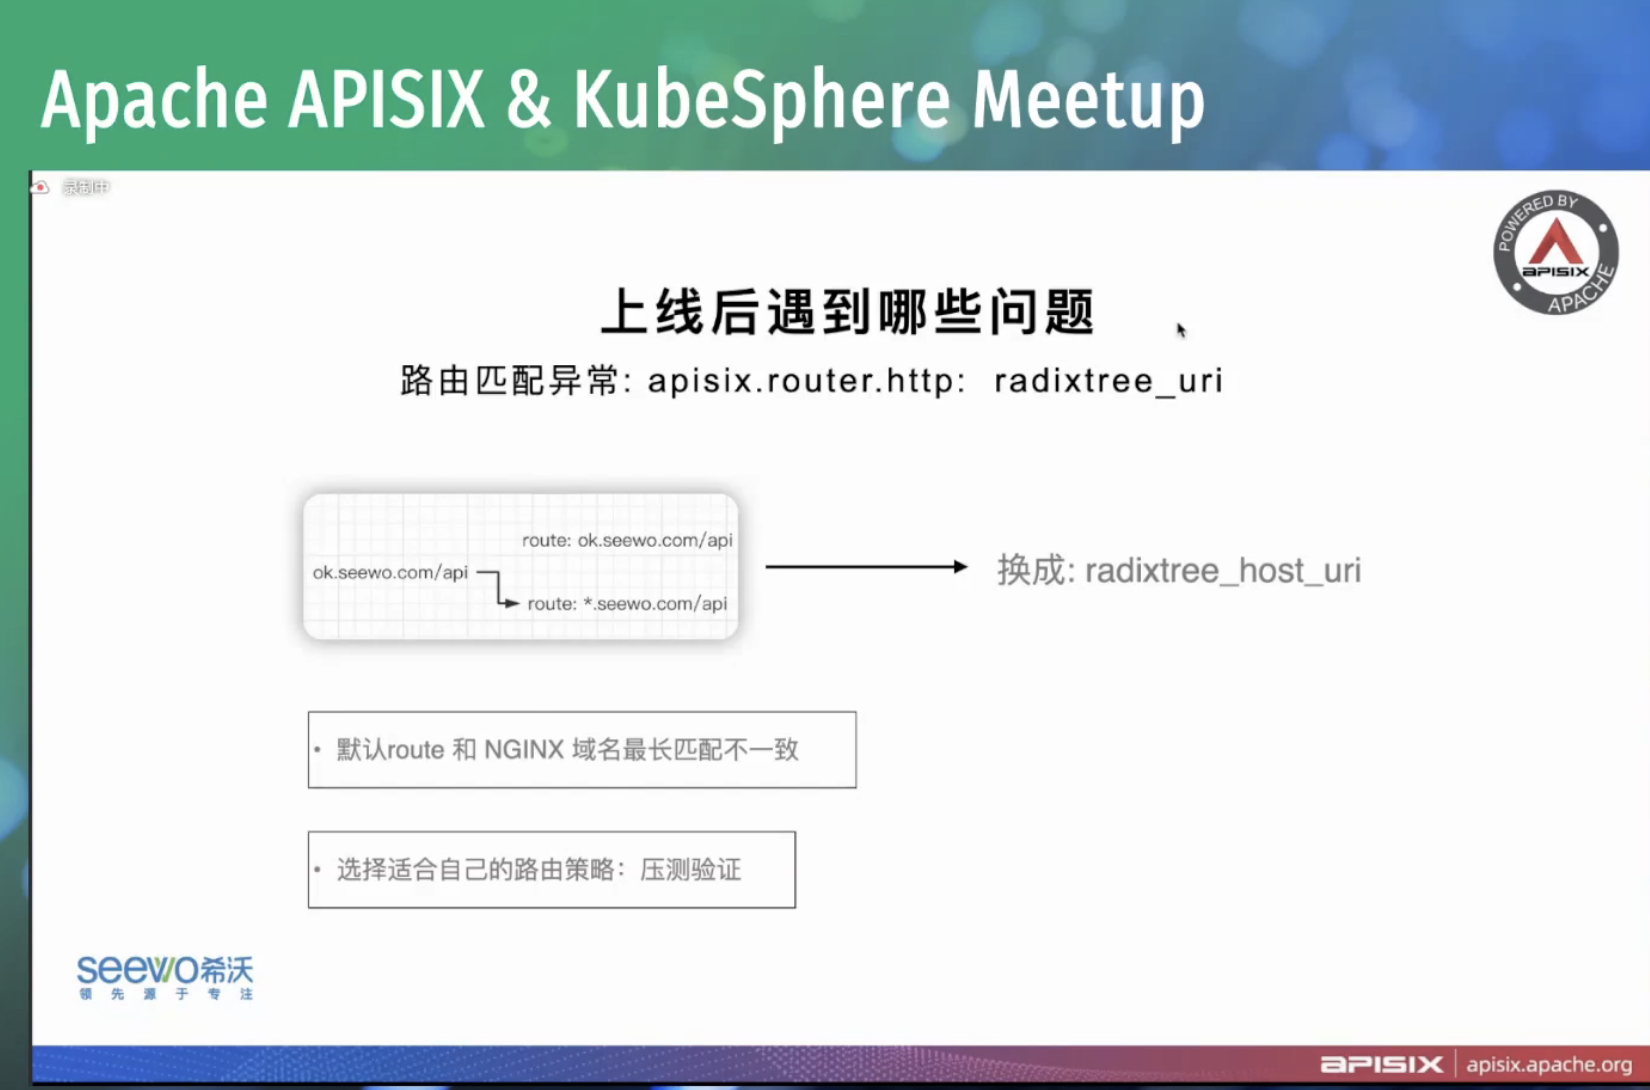 Apache APISIX & KubeSphere Meetup
录制中
POWERED BY
APISIX
APACHE
上线后遇到哪些问题
路由匹配异常: apisix.router.http: radixtree_uri
route: ok.seewo.com/api
ok.seewo.com/api
route: *.seewo.com/api
换成: radixtree_host_uri
• 默认route 和 NGINX 域名最长匹配不一致
• 选择适合自己的路由策略：压测验证
seewo希沃
领先源于专注
APISIX | apisix.apache.org